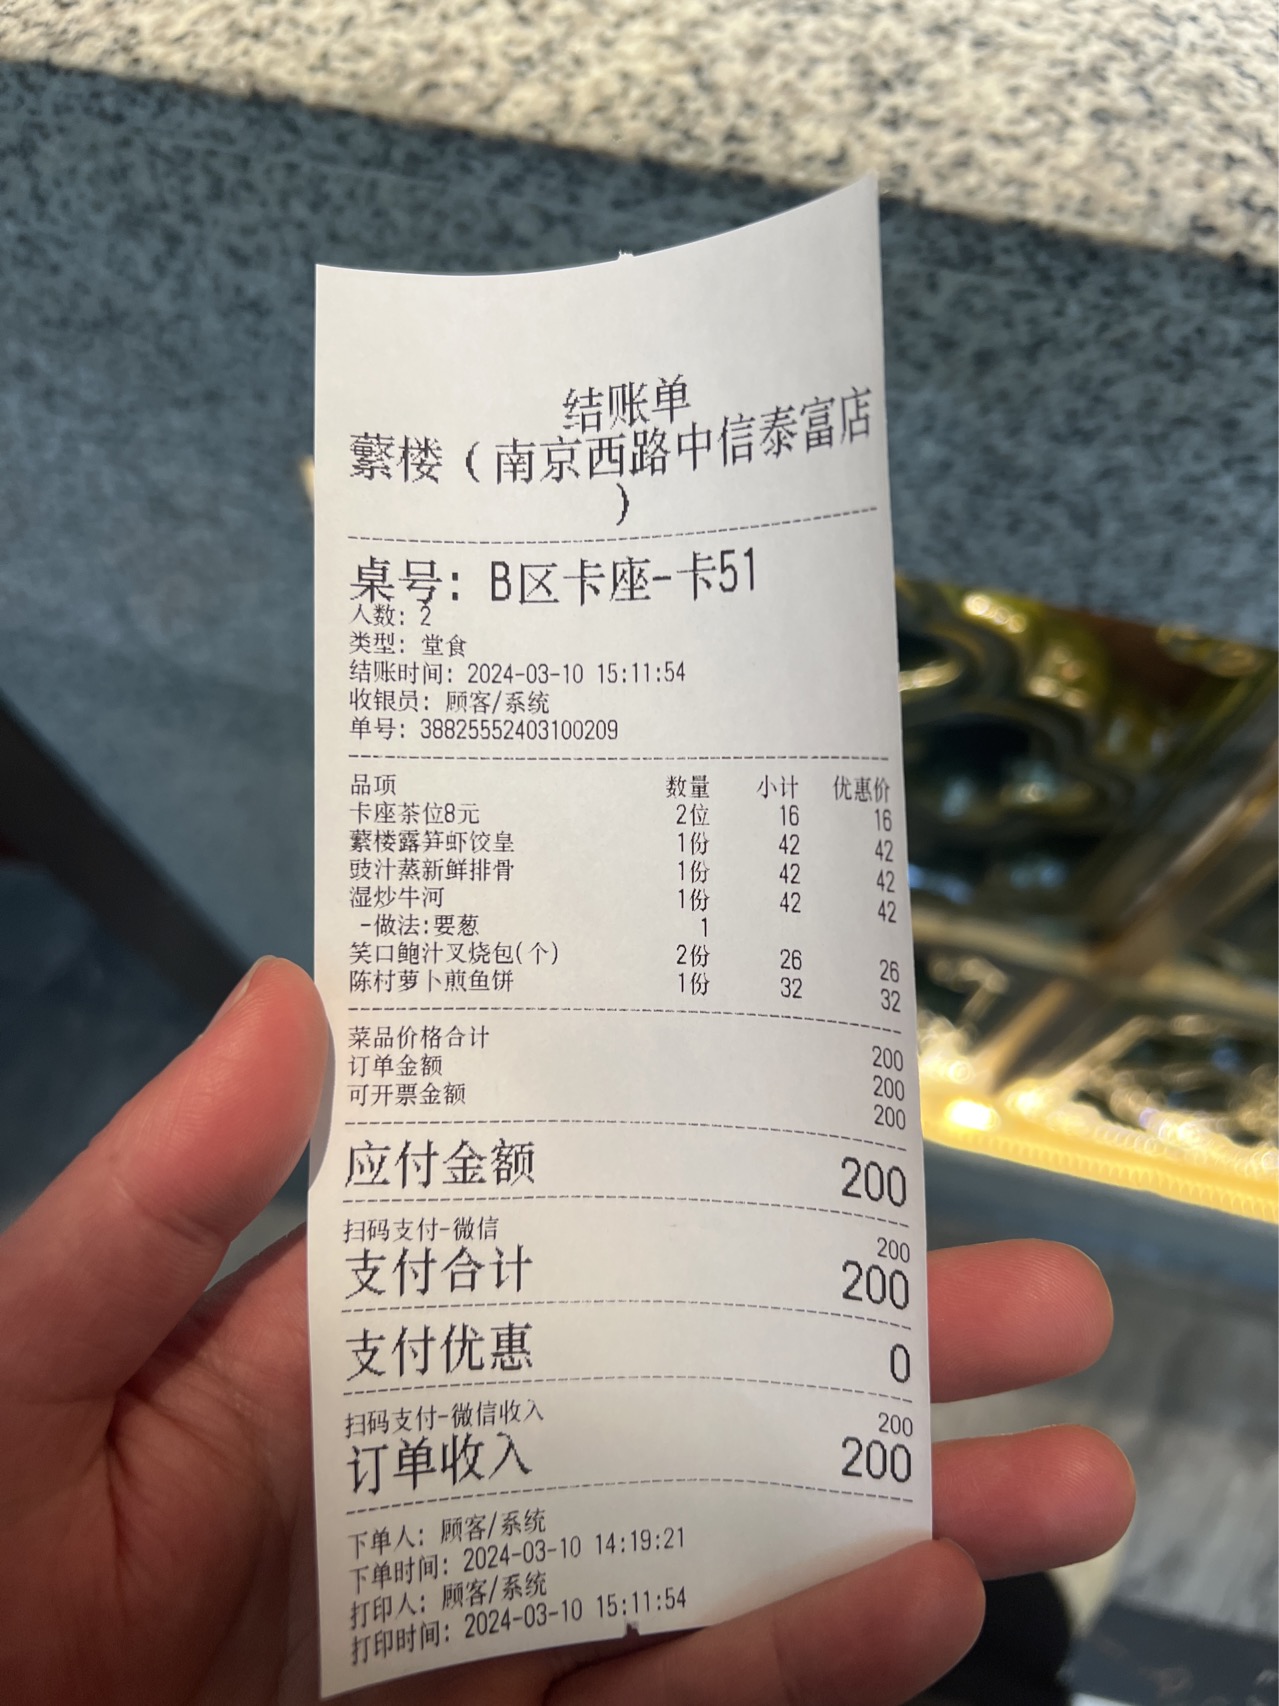 结账单
蘩楼（南京西路中信泰富店
）
桌号：B区卡座-卡51
人数：2
类型：堂食
结账时间：2024-03-10 15:11:54
收银员：顾客/系统
单号：38825552403100209
品项 数量 小计 优惠价
卡座茶位8元 2位 16 16
蘩楼露笋虾饺皇 1份 42 42
豉汁蒸新鲜排骨 1份 42 42
湿炒牛河 1份 42 42
-做法:要葱 1
笑口鲍汁叉烧包(个) 2份 26 26
陈村萝卜煎鱼饼 1份 32 32
菜品价格合计 200
订单金额 200
可开票金额 200
应付金额 200
扫码支付-微信 200
支付合计 200
支付优惠 0
扫码支付-微信收入 200
订单收入 200
下单人：顾客/系统
下单时间：2024-03-10 14:19:21
打印人：顾客/系统
打印时间：2024-03-10 15:11:54